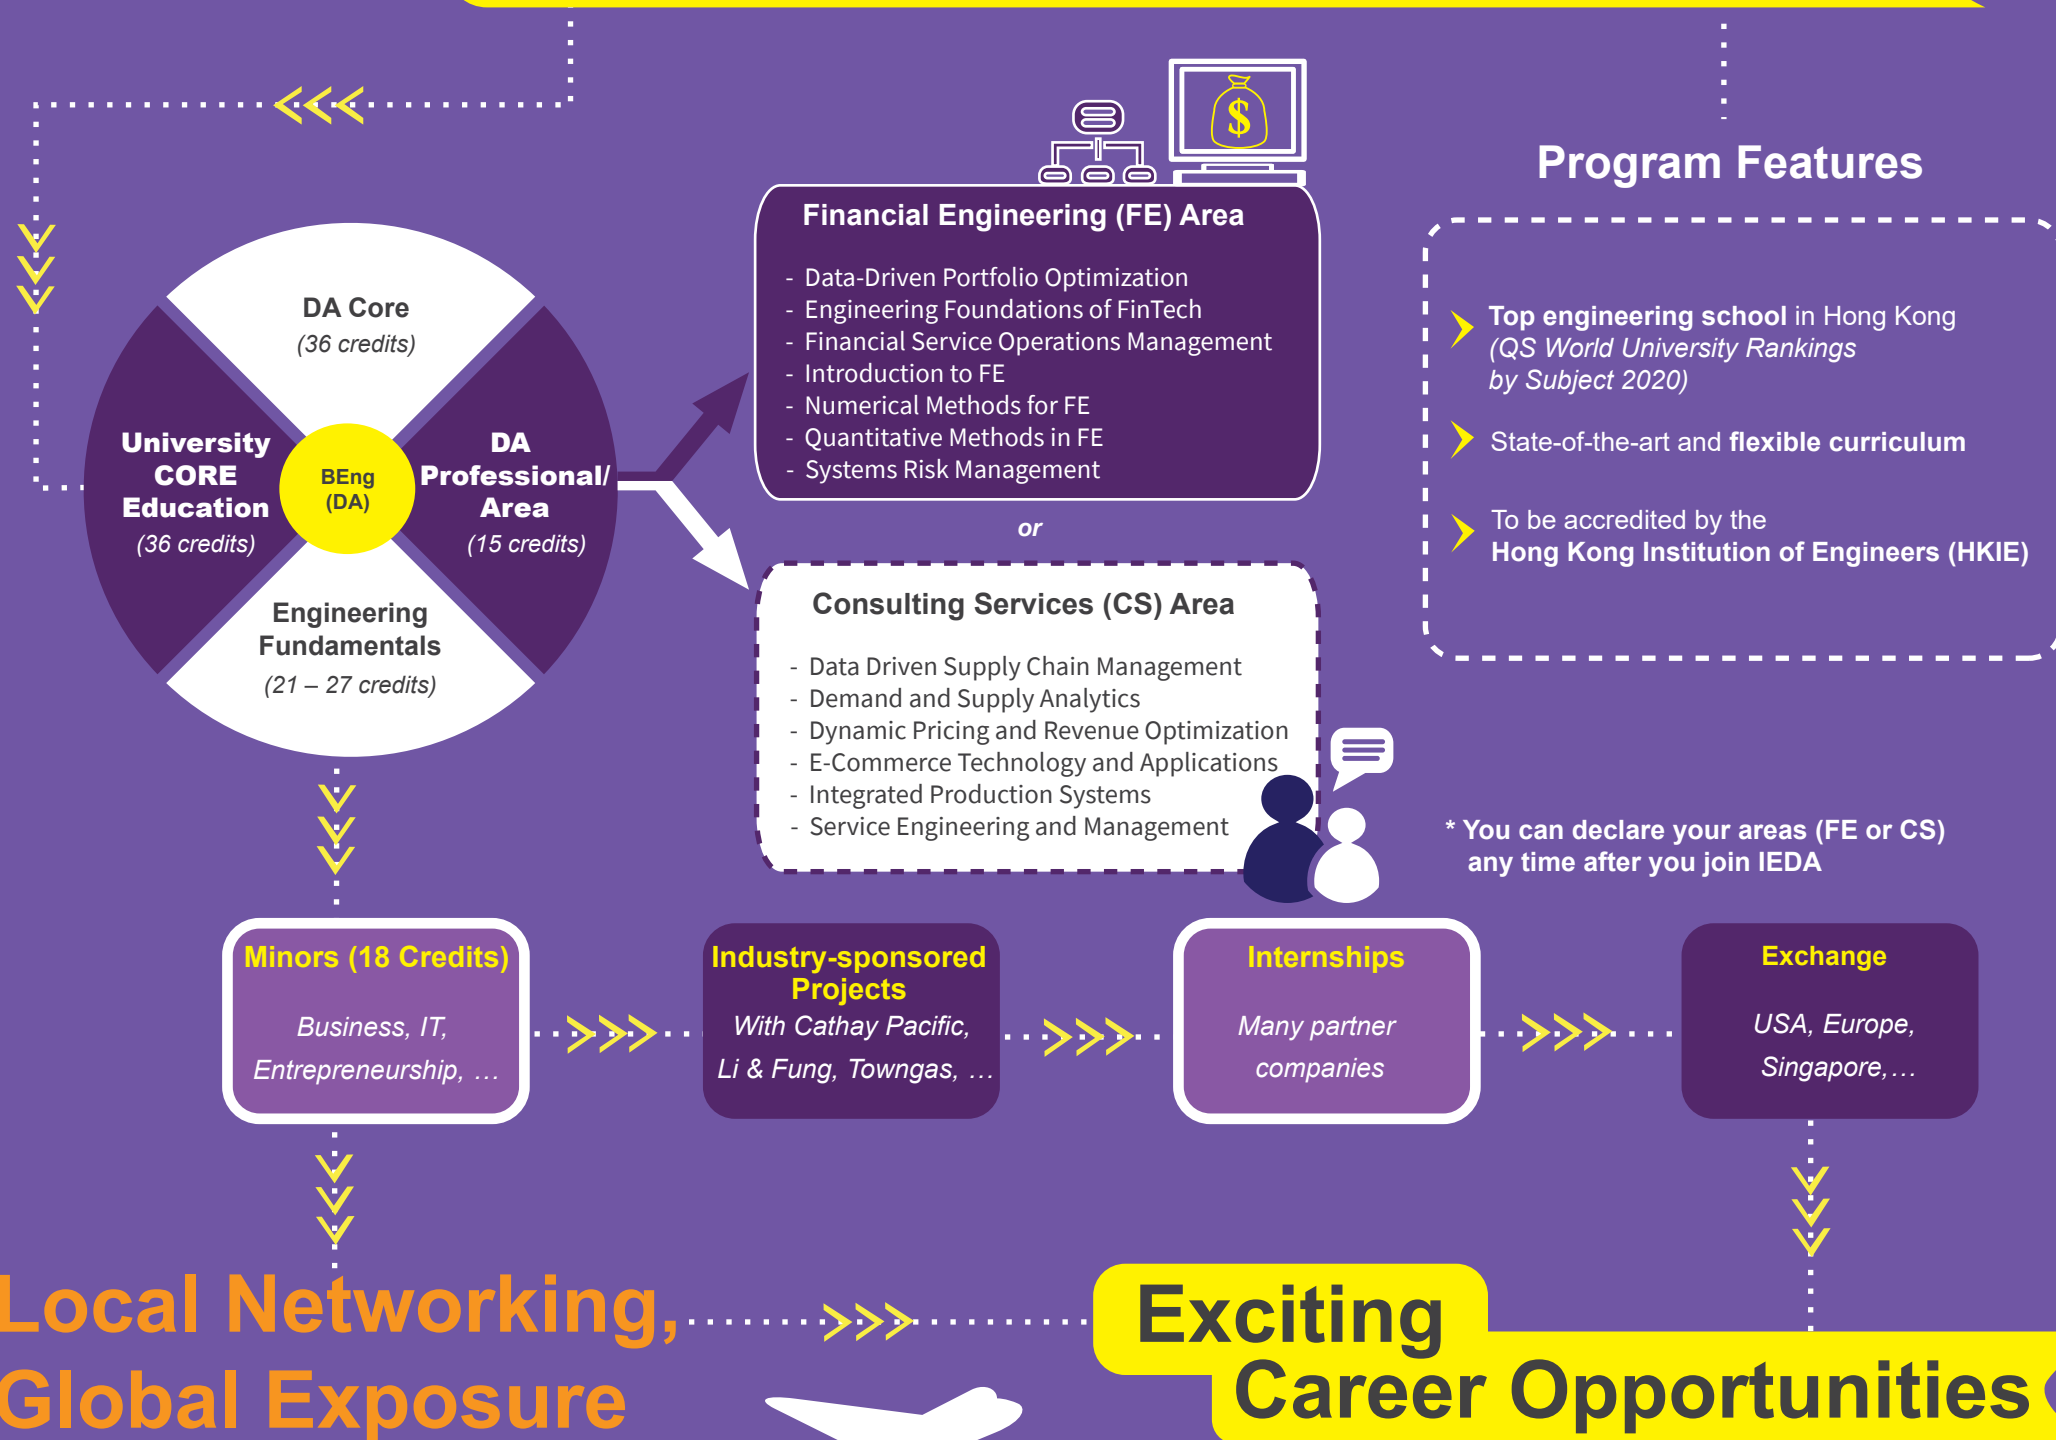 DA Core
(36 credits)
University
CORE
Education
(36 credits)
BEng
(DA)
DA
Professional/
Area
(15 credits)
Engineering
Fundamentals
(21 – 27 credits)
$
Financial Engineering (FE) Area
- Data-Driven Portfolio Optimization
- Engineering Foundations of FinTech
- Financial Service Operations Management
- Introduction to FE
- Numerical Methods for FE
- Quantitative Methods in FE
- Systems Risk Management
or
Consulting Services (CS) Area
- Data Driven Supply Chain Management
- Demand and Supply Analytics
- Dynamic Pricing and Revenue Optimization
- E-Commerce Technology and Applications
- Integrated Production Systems
- Service Engineering and Management
Program Features
Top engineering school in Hong Kong
(QS World University Rankings
by Subject 2020)
State-of-the-art and flexible curriculum
To be accredited by the
Hong Kong Institution of Engineers (HKIE)
* You can declare your areas (FE or CS)
any time after you join IEDA
Minors (18 Credits)
Business, IT,
Entrepreneurship, …
Industry-sponsored
Projects
With Cathay Pacific,
Li & Fung, Towngas, …
Internships
Many partner
companies
Exchange
USA, Europe,
Singapore,…
Local Networking,
Global Exposure
Exciting
Career Opportunities